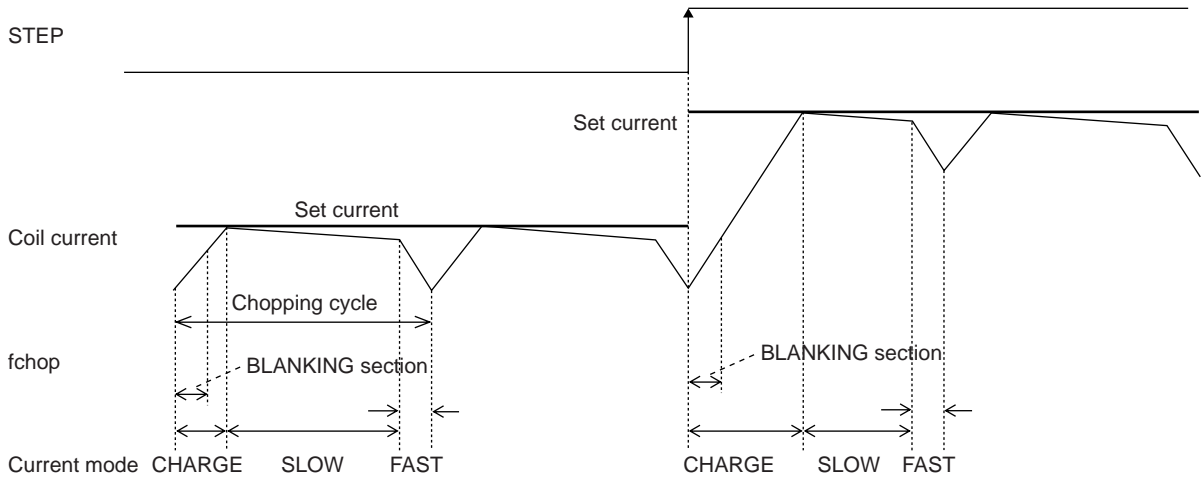 STEP
Set current
Set current
Coil current
Chopping cycle
fchop
BLANKING section
BLANKING section
Current mode CHARGE SLOW FAST CHARGE SLOW FAST